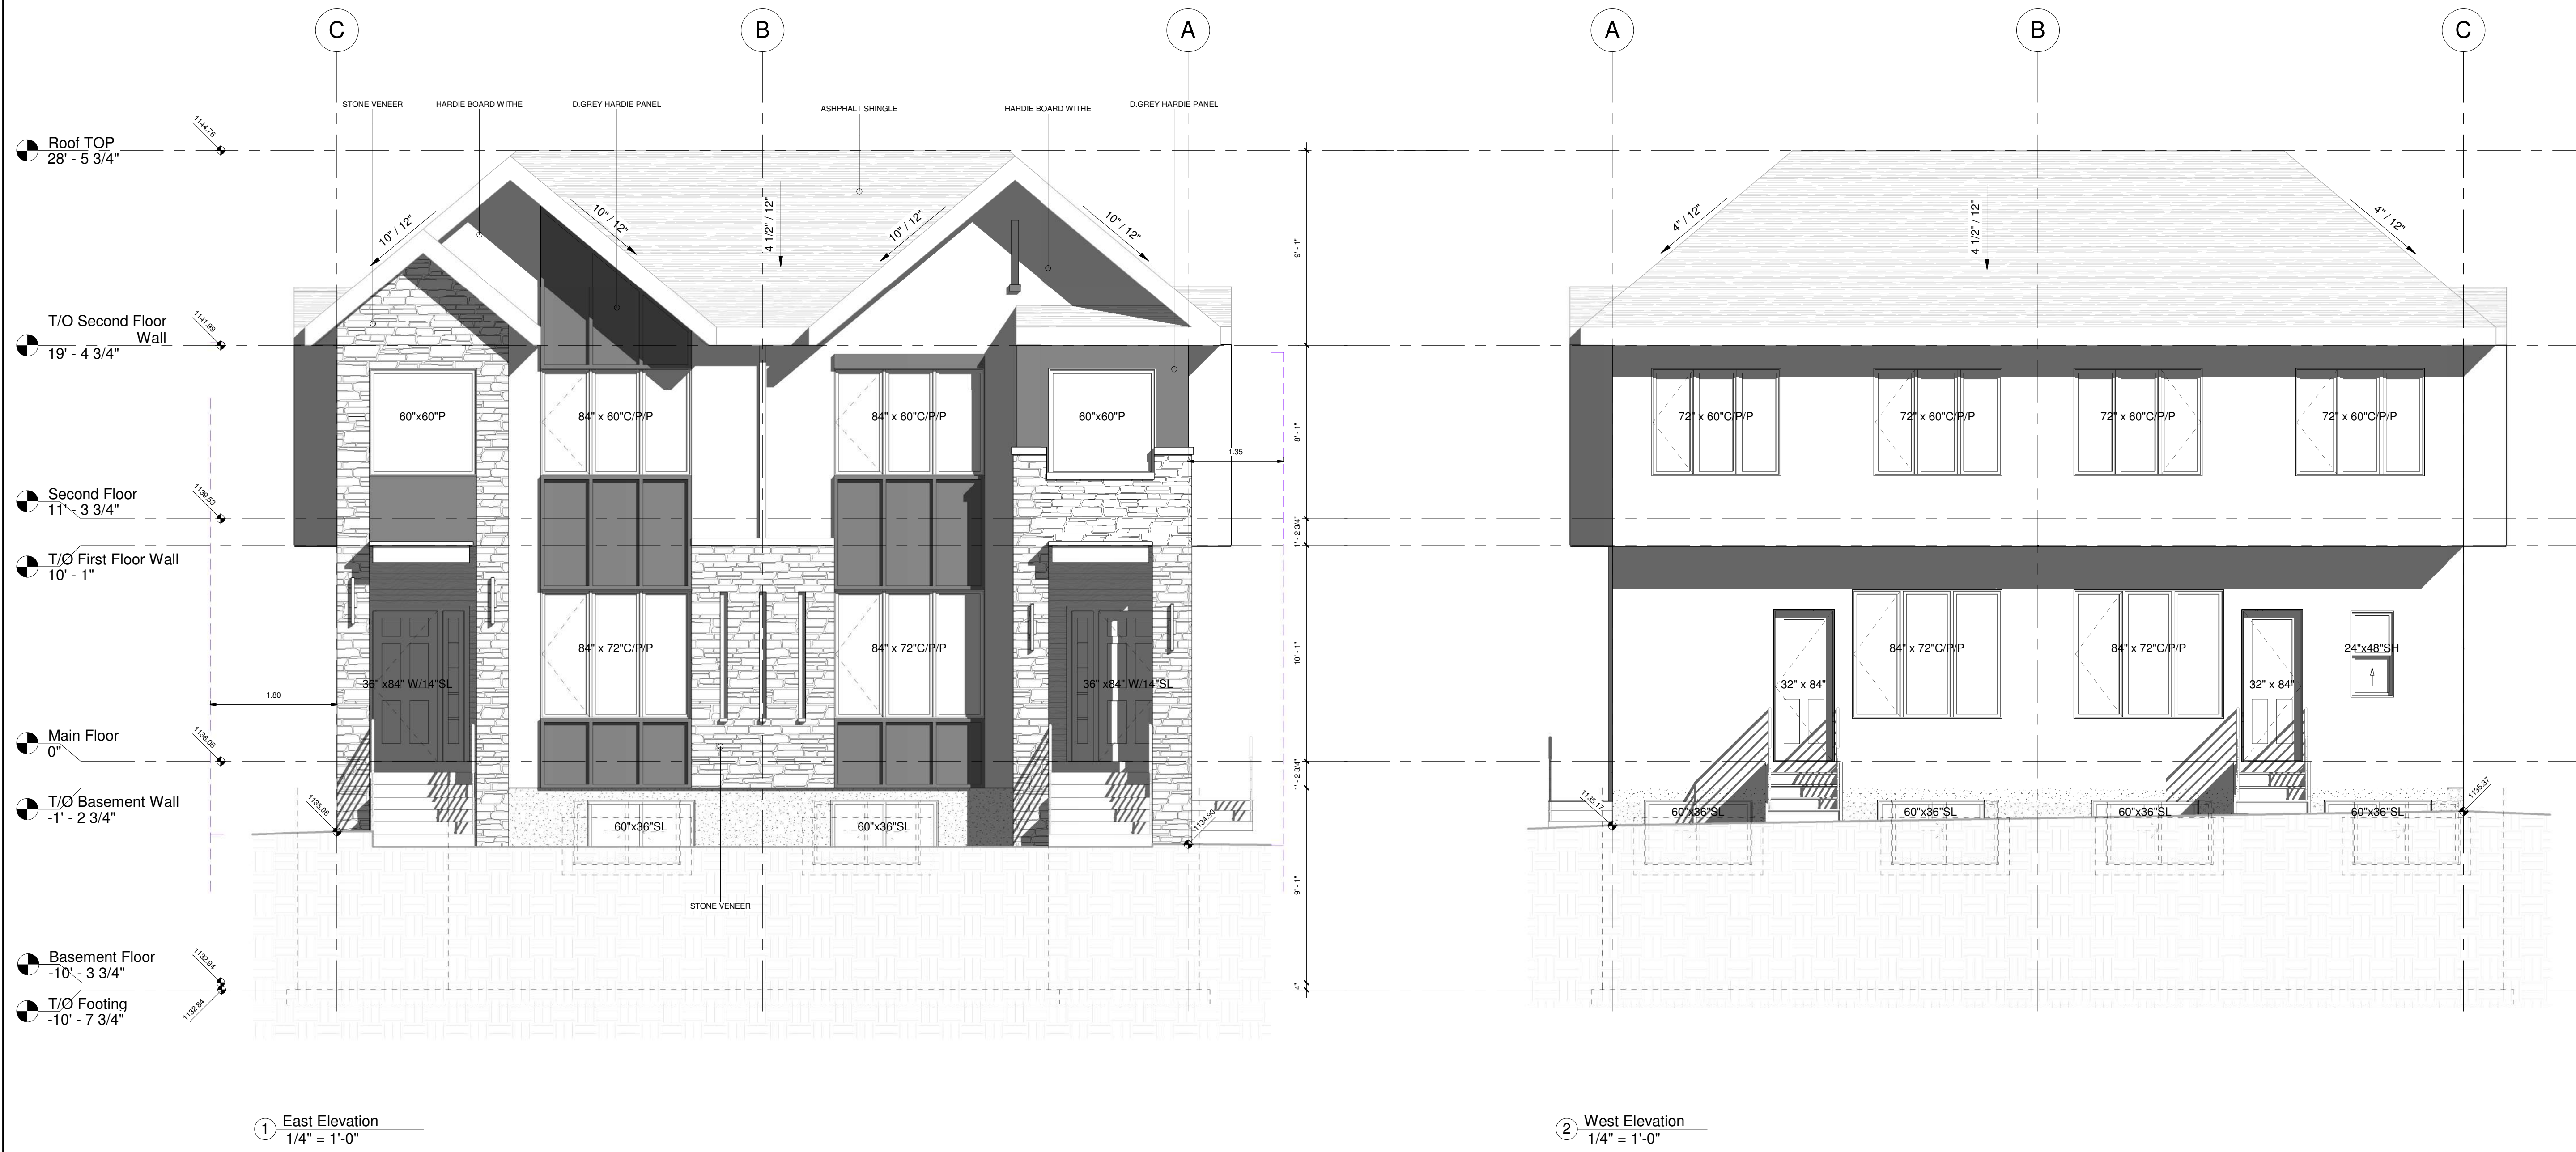 C
B
A
A
B
C
STONE VENEER
HARDIE BOARD WITHE
D.GREY HARDIE PANEL
ASHPHALT SHINGLE
HARDIE BOARD WITHE
D.GREY HARDIE PANEL
Roof TOP
28' - 5 3/4"
1144.76
10" / 12"
10" / 12"
4 1/2" / 12"
10" / 12"
10" / 12"
9' - 1"
4" / 12"
4 1/2" / 12"
4" / 12"
T/O Second Floor
Wall
19' - 4 3/4"
1141.99
60"x60"P
84" x 60"C/P/P
84" x 60"C/P/P
60"x60"P
8' - 1"
1.35
72" x 60"C/P/P
72" x 60"C/P/P
72" x 60"C/P/P
72" x 60"C/P/P
Second Floor
11' - 3 3/4"
1139.53
1' - 2 3/4"
T/O First Floor Wall
10' - 1"
84" x 72"C/P/P
84" x 72"C/P/P
10' - 1"
84" x 72"C/P/P
84" x 72"C/P/P
24"x48"SH
36" x84" W/14"SL
36" x84" W/14"SL
32" x 84"
32" x 84"
1.80
Main Floor
0"
1136.08
1' - 2 3/4"
T/O Basement Wall
-1' - 2 3/4"
1135.08
60"x36"SL
60"x36"SL
1134.90
1135.17
60"x36"SL
60"x36"SL
60"x36"SL
60"x36"SL
1135.37
9' - 1"
STONE VENEER
Basement Floor
-10' - 3 3/4"
1132.94
4"
T/O Footing
-10' - 7 3/4"
1132.84
1
East Elevation
1/4" = 1'-0"
2
West Elevation
1/4" = 1'-0"